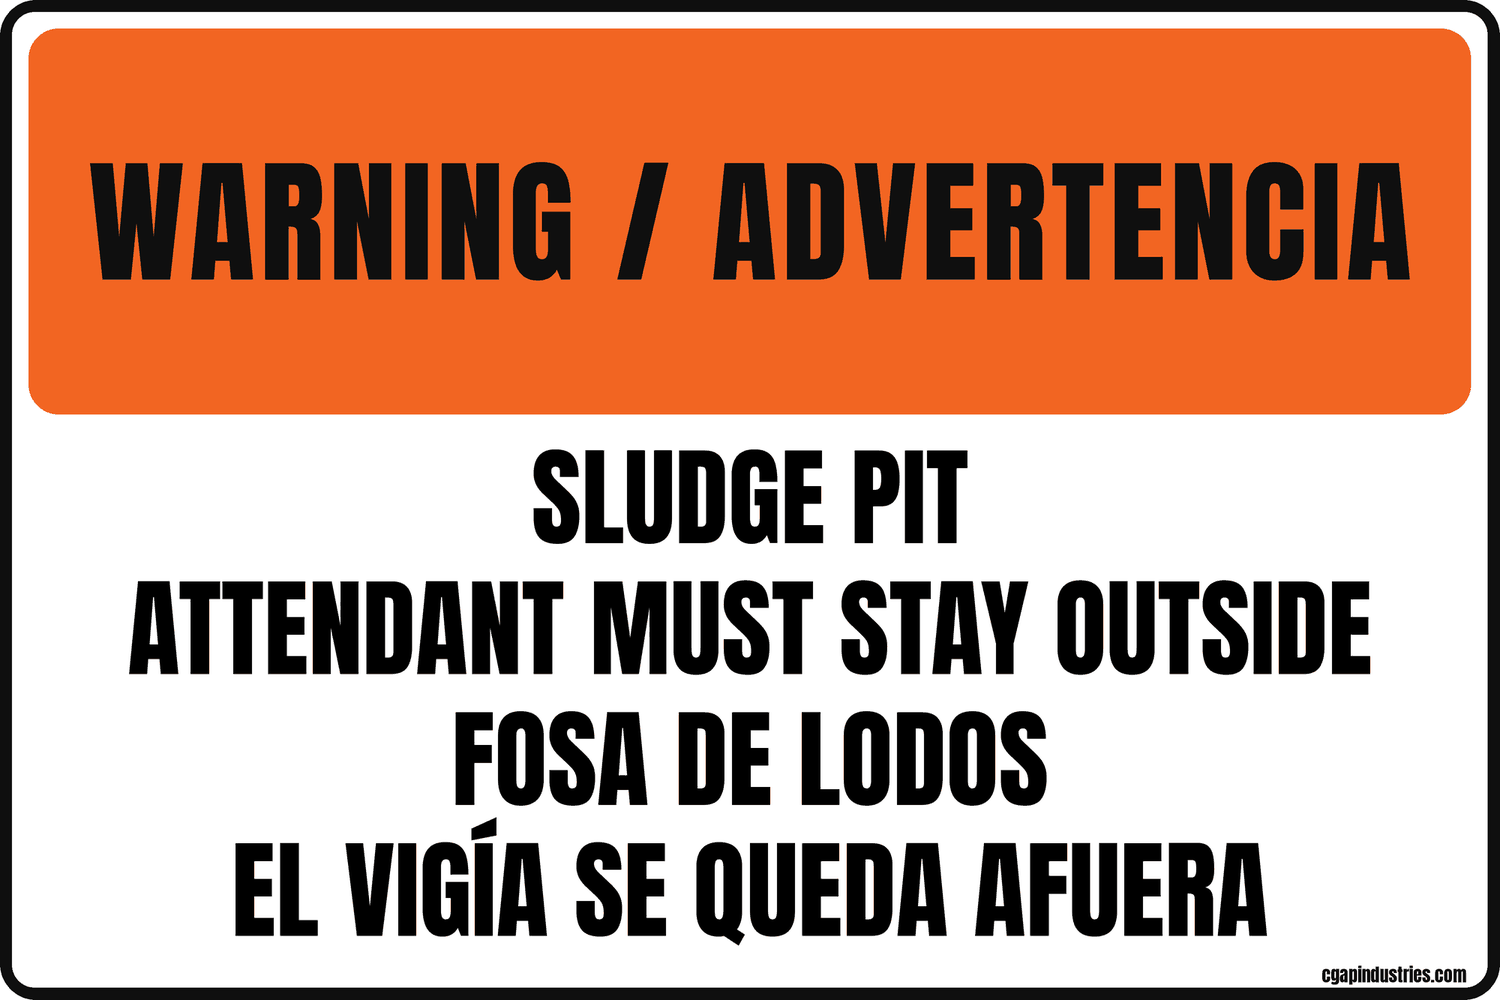 WARNING / ADVERTENCIA
SLUDGE PIT
ATTENDANT MUST STAY OUTSIDE
FOSA DE LODOS
EL VIGÍA SE QUEDA AFUERA
cgapindustries.com